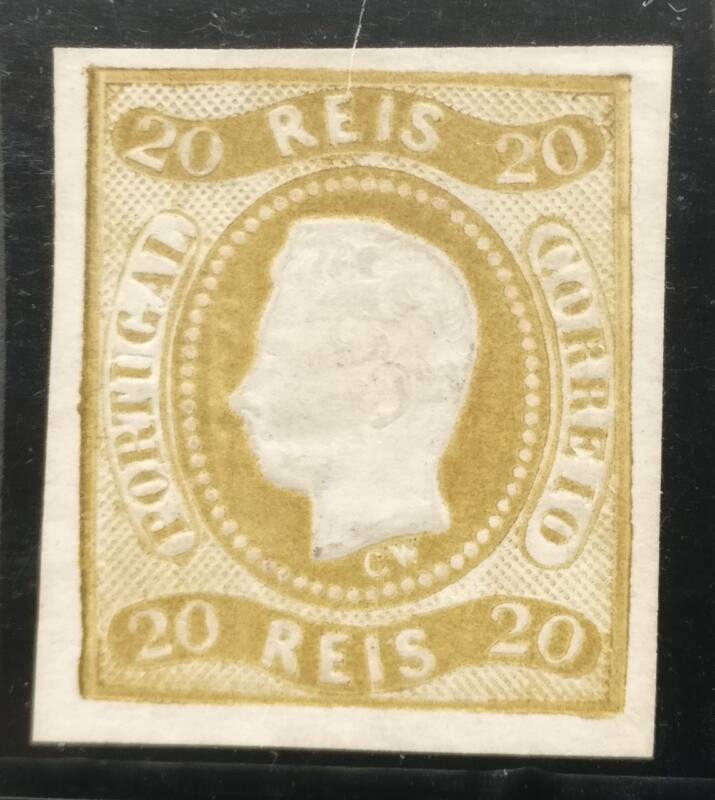 20 REIS 20
PORTUGAL
CORREIO
CW
20 REIS 20